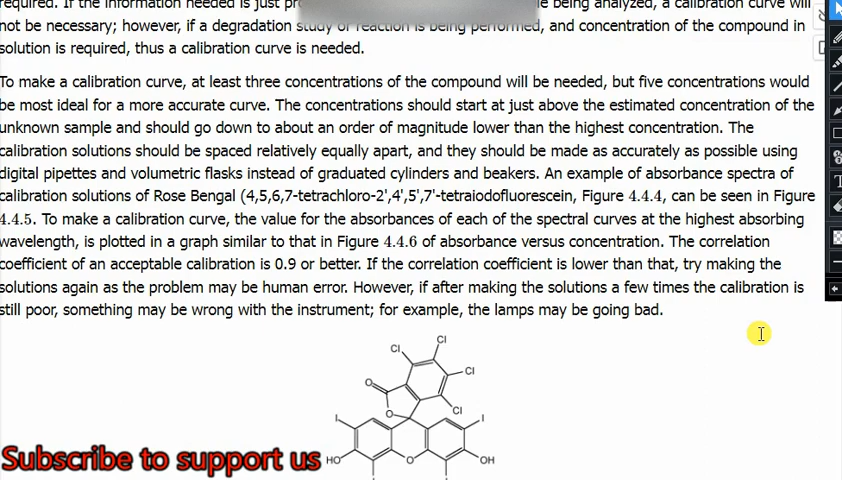 required. If the information needed is just pr le being analyzed, a calibration curve will
not be necessary; however, if a degradation study or reaction is being performed, and concentration of the compound in
solution is required, thus a calibration curve is needed.
To make a calibration curve, at least three concentrations of the compound will be needed, but five concentrations would
be most ideal for a more accurate curve. The concentrations should start at just above the estimated concentration of the
unknown sample and should go down to about an order of magnitude lower than the highest concentration. The
calibration solutions should be spaced relatively equally apart, and they should be made as accurately as possible using
digital pipettes and volumetric flasks instead of graduated cylinders and beakers. An example of absorbance spectra of
calibration solutions of Rose Bengal (4,5,6,7-tetrachloro-2',4',5',7'-tetraiodofluorescein, Figure 4.4.4, can be seen in Figure
4.4.5. To make a calibration curve, the value for the absorbances of each of the spectral curves at the highest absorbing
wavelength, is plotted in a graph similar to that in Figure 4.4.6 of absorbance versus concentration. The correlation
coefficient of an acceptable calibration is 0.9 or better. If the correlation coefficient is lower than that, try making the
solutions again as the problem may be human error. However, if after making the solutions a few times the calibration is
still poor, something may be wrong with the instrument; for example, the lamps may be going bad.
Cl
Cl
Cl
O
Cl
O
I
I
HO
O
OH
I
I
Subscribe to support us